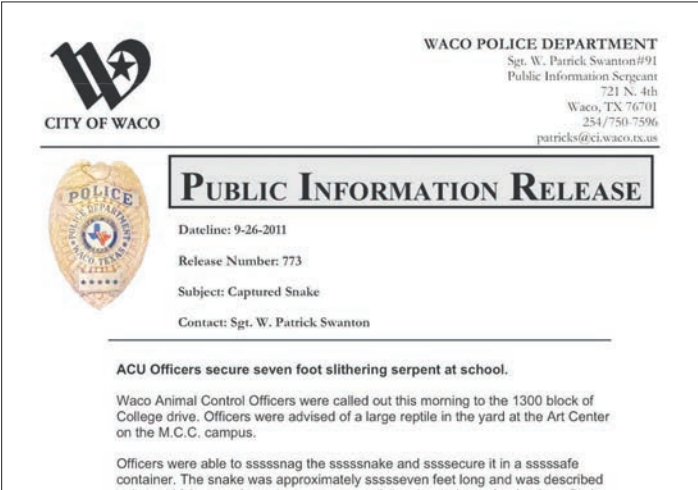 WACO POLICE DEPARTMENT
Sgt. W. Patrick Swanton#91
Public Information Sergeant
721 N. 4th
Waco, TX 76701
254/750-7596
patricks@ci.waco.tx.us
CITY OF WACO
PUBLIC INFORMATION RELEASE
POLICE
POLICE DEPARTMENT
WACO TEXAS
Dateline: 9-26-2011
Release Number: 773
Subject: Captured Snake
Contact: Sgt. W. Patrick Swanton
ACU Officers secure seven foot slithering serpent at school.
Waco Animal Control Officers were called out this morning to the 1300 block of
College drive. Officers were advised of a large reptile in the yard at the Art Center
on the M.C.C. campus.
Officers were able to sssssnag the sssssnake and ssssecure it in a sssssafe
container. The snake was approximately ssssseven feet long and was described